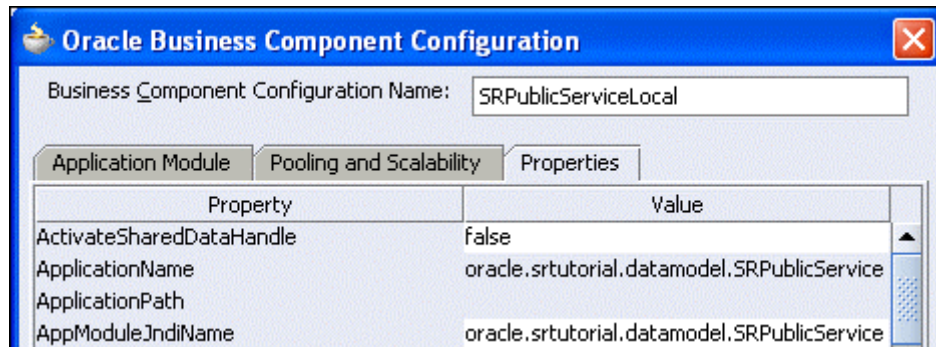 Oracle Business Component Configuration
Business Component Configuration Name: SRPublicServiceLocal
Application Module Pooling and Scalability Properties
Property Value
ActivateSharedDataHandle false
ApplicationName oracle.srtutorial.datamodel.SRPublicService
ApplicationPath
AppModuleJndiName oracle.srtutorial.datamodel.SRPublicService